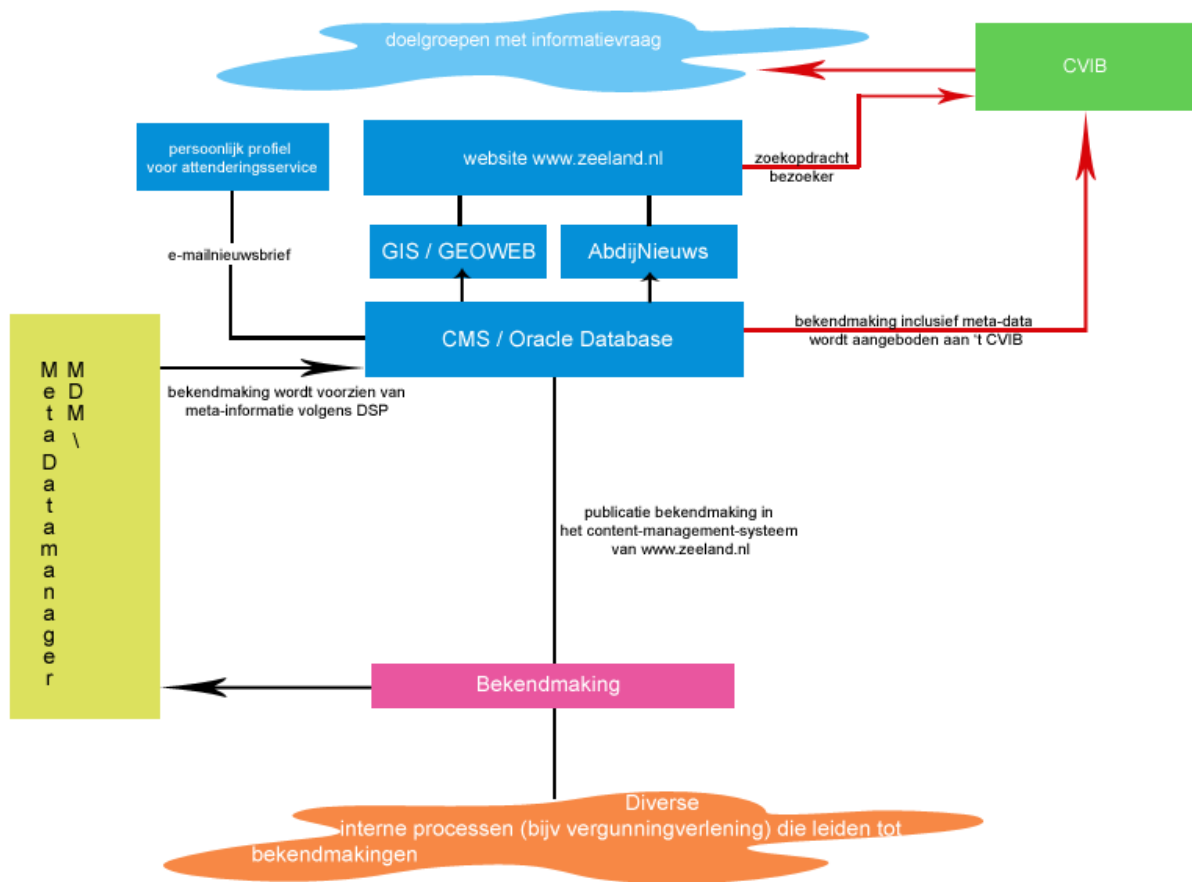 doelgroepen met informatievraag
CVIB
persoonlijk profiel
voor attenderingsservice
website www.zeeland.nl
zoekopdracht
bezoeker
e-mailnieuwsbrief
GIS / GEOWEB
AbdijNieuws
CMS / Oracle Database
bekendmaking inclusief meta-data
wordt aangeboden aan 't CVIB
MDM \
Meta Datamanager
bekendmaking wordt voorzien van
meta-informatie volgens DSP
publicatie bekendmaking in
het content-management-systeem
van www.zeeland.nl
Bekendmaking
Diverse
interne processen (bijv vergunningverlening) die leiden tot
bekendmakingen